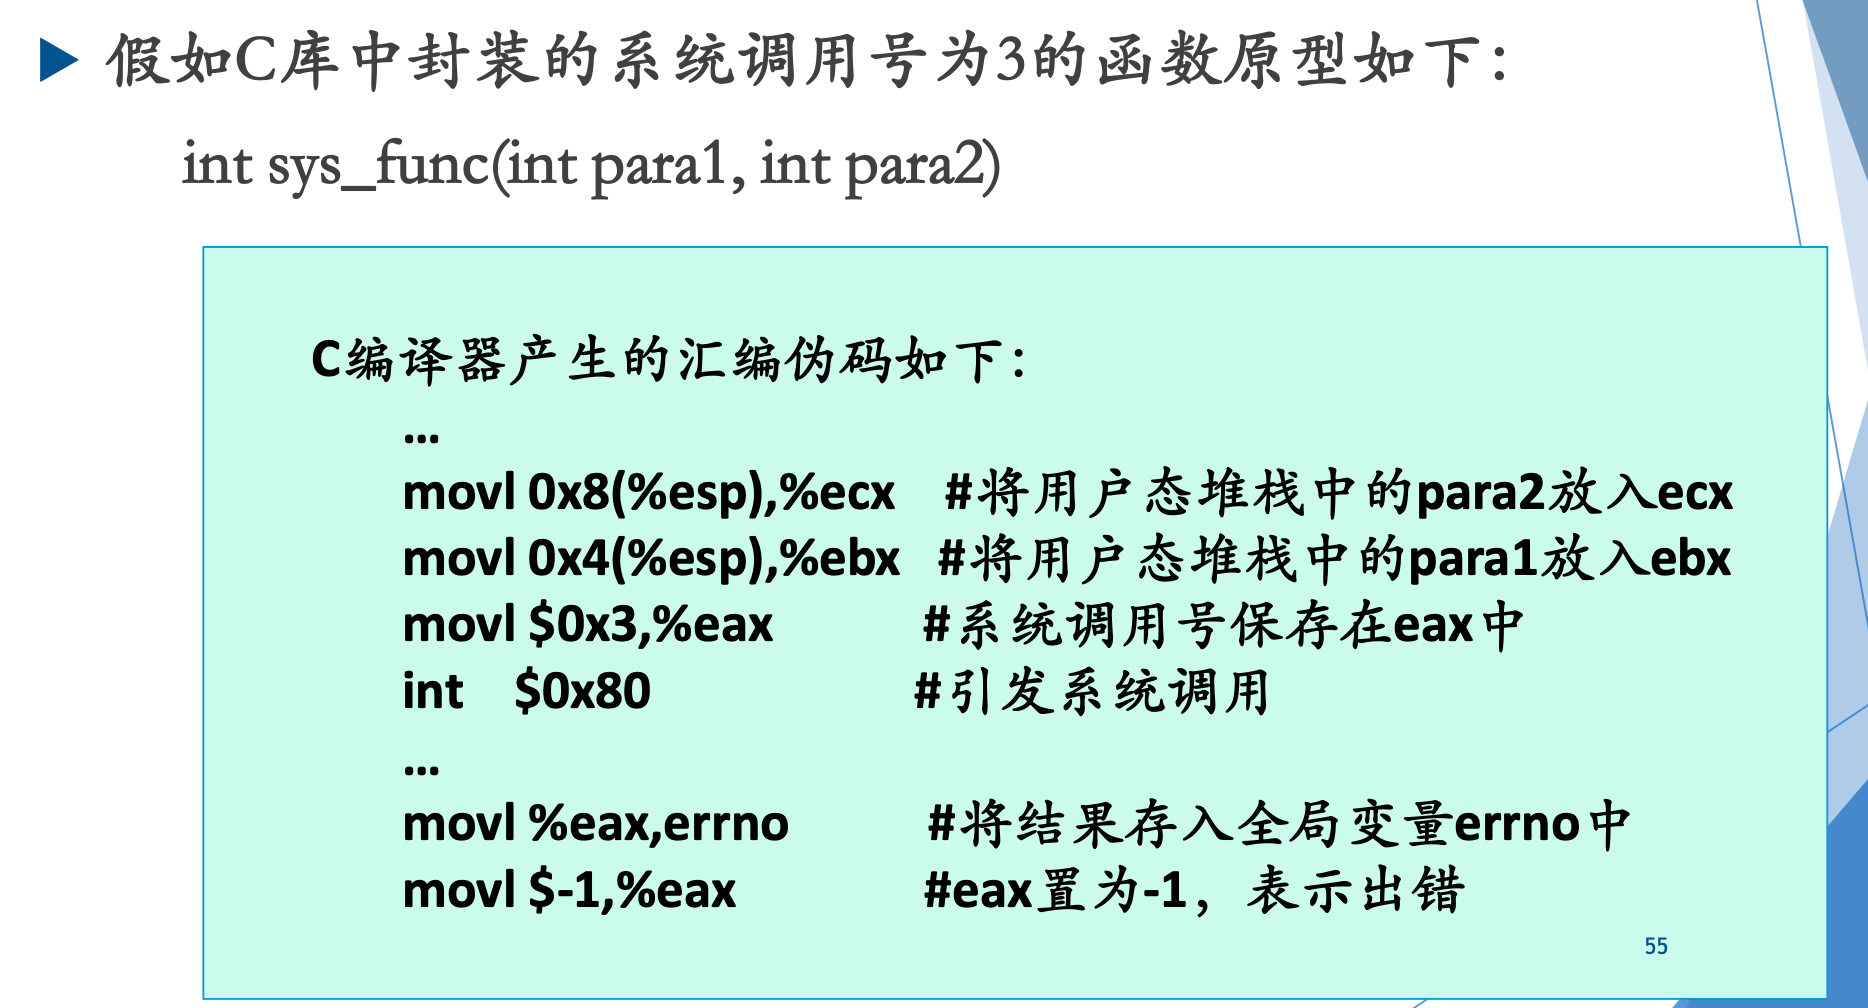 假如C库中封装的系统调用号为3的函数原型如下：
int sys_func(int para1, int para2)
C编译器产生的汇编伪码如下：
…
movl 0x8(%esp),%ecx #将用户态堆栈中的para2放入ecx
movl 0x4(%esp),%ebx #将用户态堆栈中的para1放入ebx
movl $0x3,%eax #系统调用号保存在eax中
int $0x80 #引发系统调用
…
movl %eax,errno #将结果存入全局变量errno中
movl $-1,%eax #eax置为-1，表示出错
55